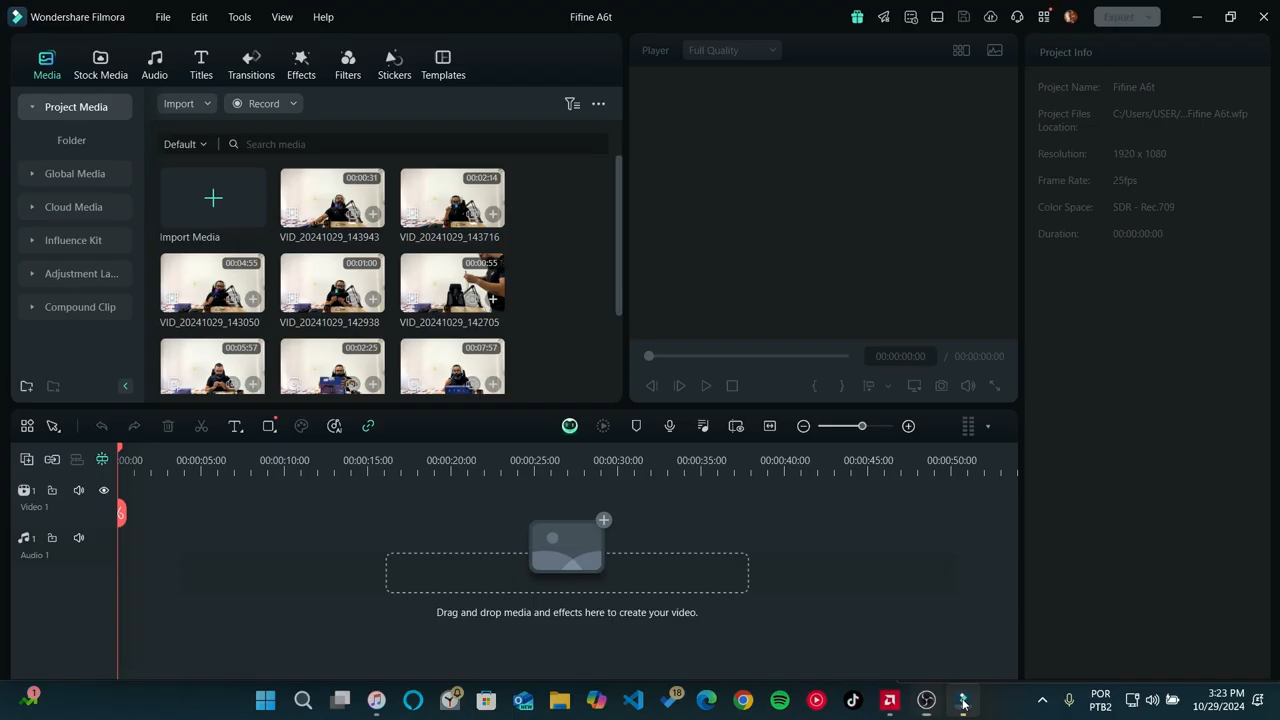 Wondershare Filmora File Edit Tools View Help Fifine A6t Export
Media Stock Media Audio Titles Transitions Effects Filters Stickers Templates
Player Full Quality
Project Info
Project Media
Folder
Global Media
Cloud Media
Influence Kit
Adjustment La...
Compound Clip
Import Record
Default Search media
00:00:31 00:02:14
Import Media VID_20241029_143943 VID_20241029_143716
00:04:55 00:01:00 00:00:55
VID_20241029_143050 VID_20241029_142938 VID_20241029_142705
00:05:57 00:02:25 00:07:57
00:00:00:00 / 00:00:00:00
Project Name: Fifine A6t
Project Files Location: C:/Users/USER/...Fifine A6t.wfp
Resolution: 1920 x 1080
Frame Rate: 25fps
Color Space: SDR - Rec.709
Duration: 00:00:00:00
:00:00 00:00:05:00 00:00:10:00 00:00:15:00 00:00:20:00 00:00:25:00 00:00:30:00 00:00:35:00 00:00:40:00 00:00:45:00 00:00:50:00
1
Video 1
1
Audio 1
Drag and drop media and effects here to create your video.
1 18 POR 3:23 PM
PTB2 10/29/2024